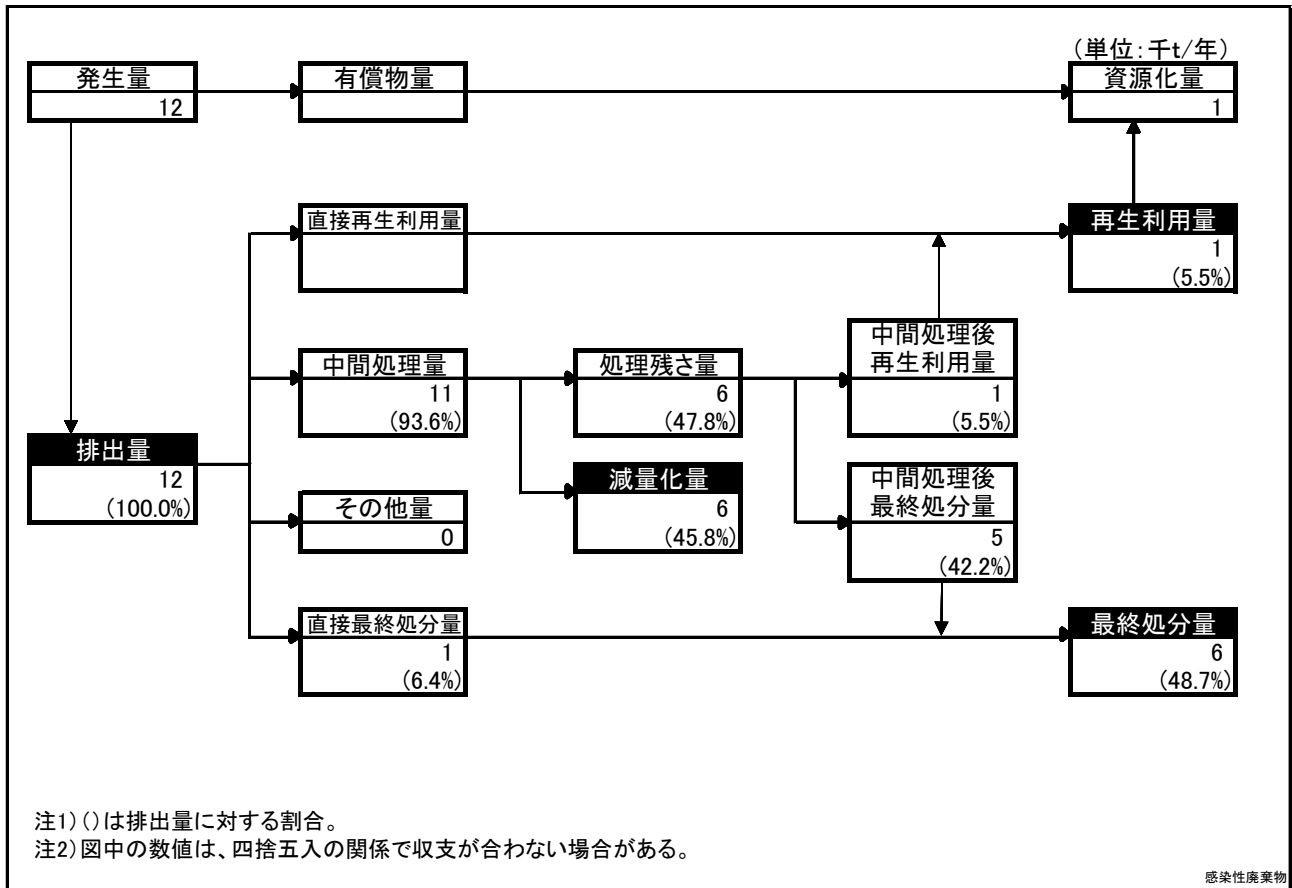 (単位:千t/年)
発生量
12
有償物量
資源化量
1
直接再生利用量
再生利用量
1
(5.5%)
中間処理量
11
(93.6%)
処理残さ量
6
(47.8%)
中間処理後
再生利用量
1
(5.5%)
排出量
12
(100.0%)
減量化量
6
(45.8%)
中間処理後
最終処分量
5
(42.2%)
その他量
0
直接最終処分量
1
(6.4%)
最終処分量
6
(48.7%)
注1)()は排出量に対する割合。
注2)図中の数値は、四捨五入の関係で収支が合わない場合がある。
感染性廃棄物